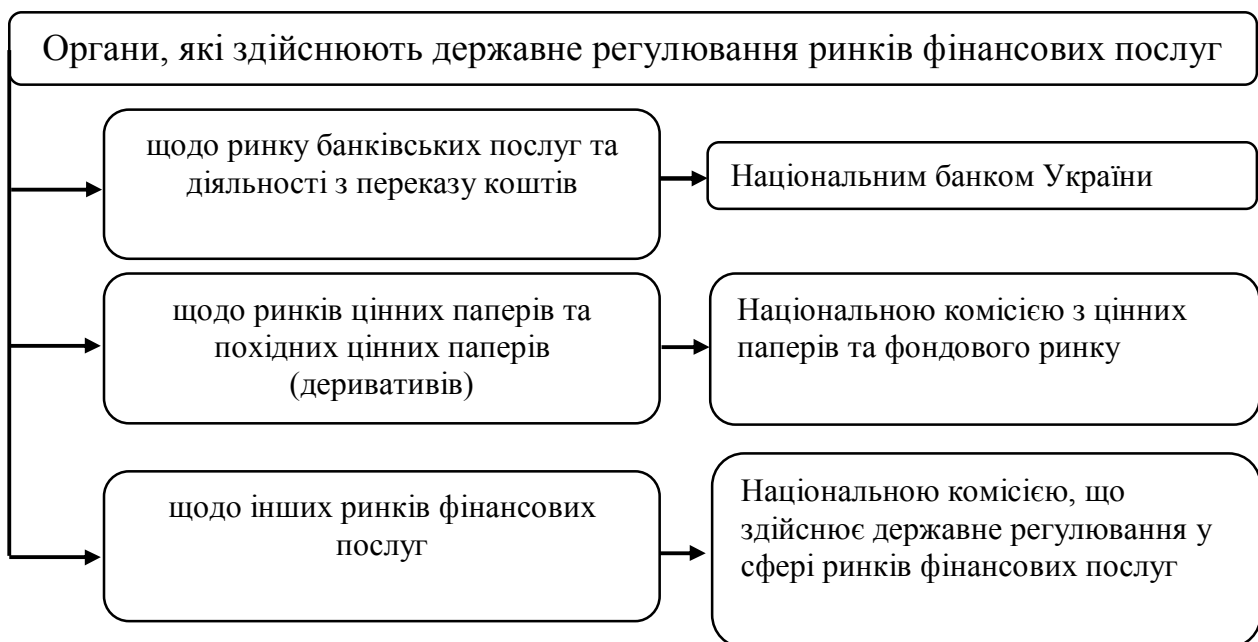 Органи, які здійснюють державне регулювання ринків фінансових послуг
щодо ринку банківських послуг та
діяльності з переказу коштів
Національним банком України
щодо ринків цінних паперів та
похідних цінних паперів
(деривативів)
Національною комісією з цінних
паперів та фондового ринку
щодо інших ринків фінансових
послуг
Національною комісією, що
здійснює державне регулювання у
сфері ринків фінансових послуг